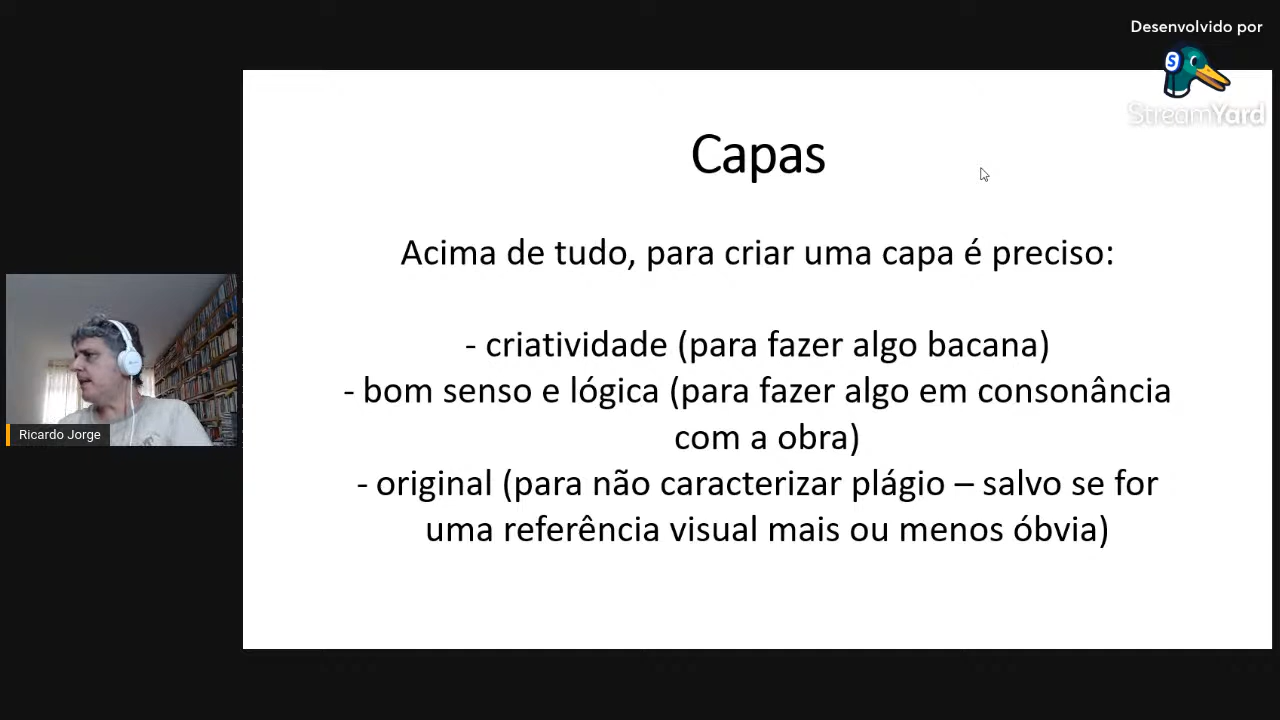 Desenvolvido por
S
StreamYard
Capas
Acima de tudo, para criar uma capa é preciso:
- criatividade (para fazer algo bacana)
- bom senso e lógica (para fazer algo em consonância
com a obra)
- original (para não caracterizar plágio – salvo se for
uma referência visual mais ou menos óbvia)
Ricardo Jorge